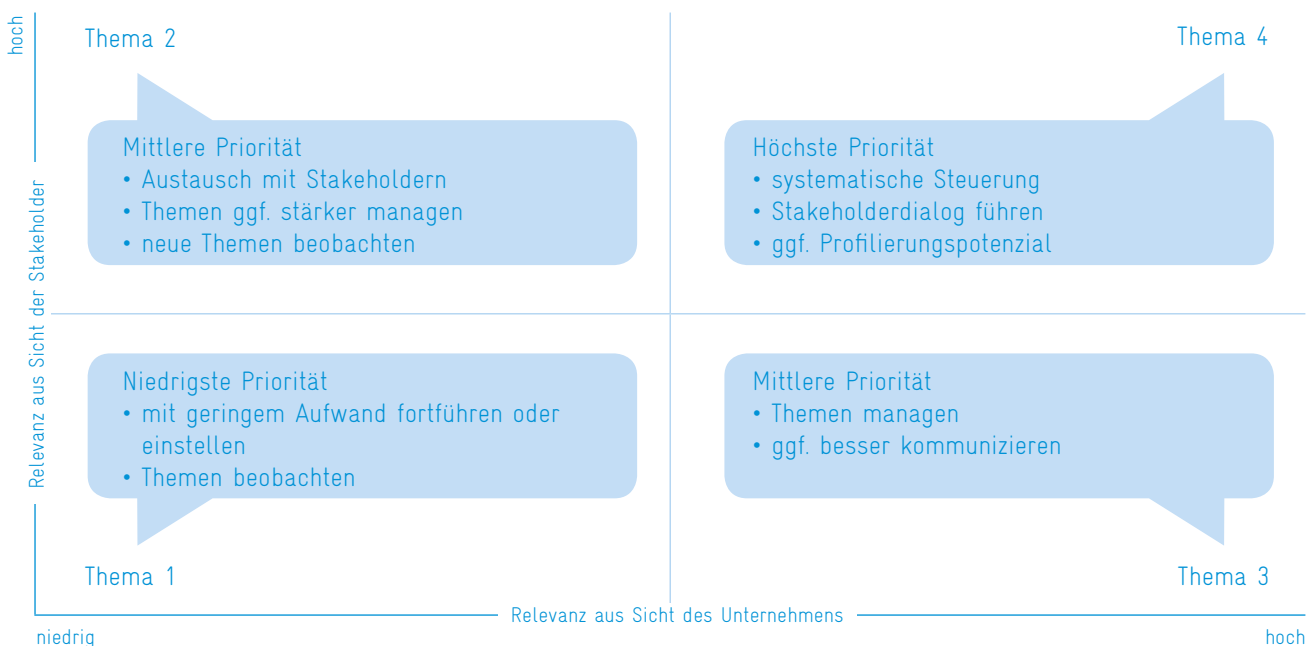 hoch
Relevanz aus Sicht der Stakeholder
Thema 2
Mittlere Priorität
• Austausch mit Stakeholdern
• Themen ggf. stärker managen
• neue Themen beobachten
Thema 4
Höchste Priorität
• systematische Steuerung
• Stakeholderdialog führen
• ggf. Profilierungspotenzial
Niedrigste Priorität
• mit geringem Aufwand fortführen oder
einstellen
• Themen beobachten
Thema 1
Mittlere Priorität
• Themen managen
• ggf. besser kommunizieren
Thema 3
Relevanz aus Sicht des Unternehmens
niedrig
hoch